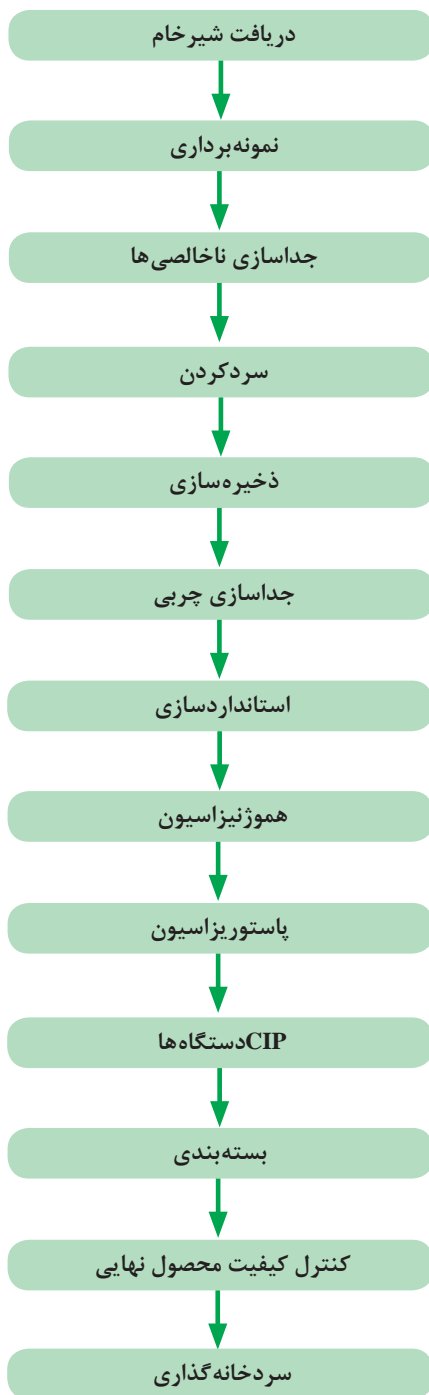 دریافت شیرخام
نمونه‌برداری
جداسازی ناخالصی‌ها
سردکردن
ذخیره‌سازی
جداسازی چربی
استانداردسازی
هموژنیزاسیون
پاستوریزاسیون
CIPدستگاه‌ها
بسته‌بندی
کنترل کیفیت محصول نهایی
سردخانه‌گذاری